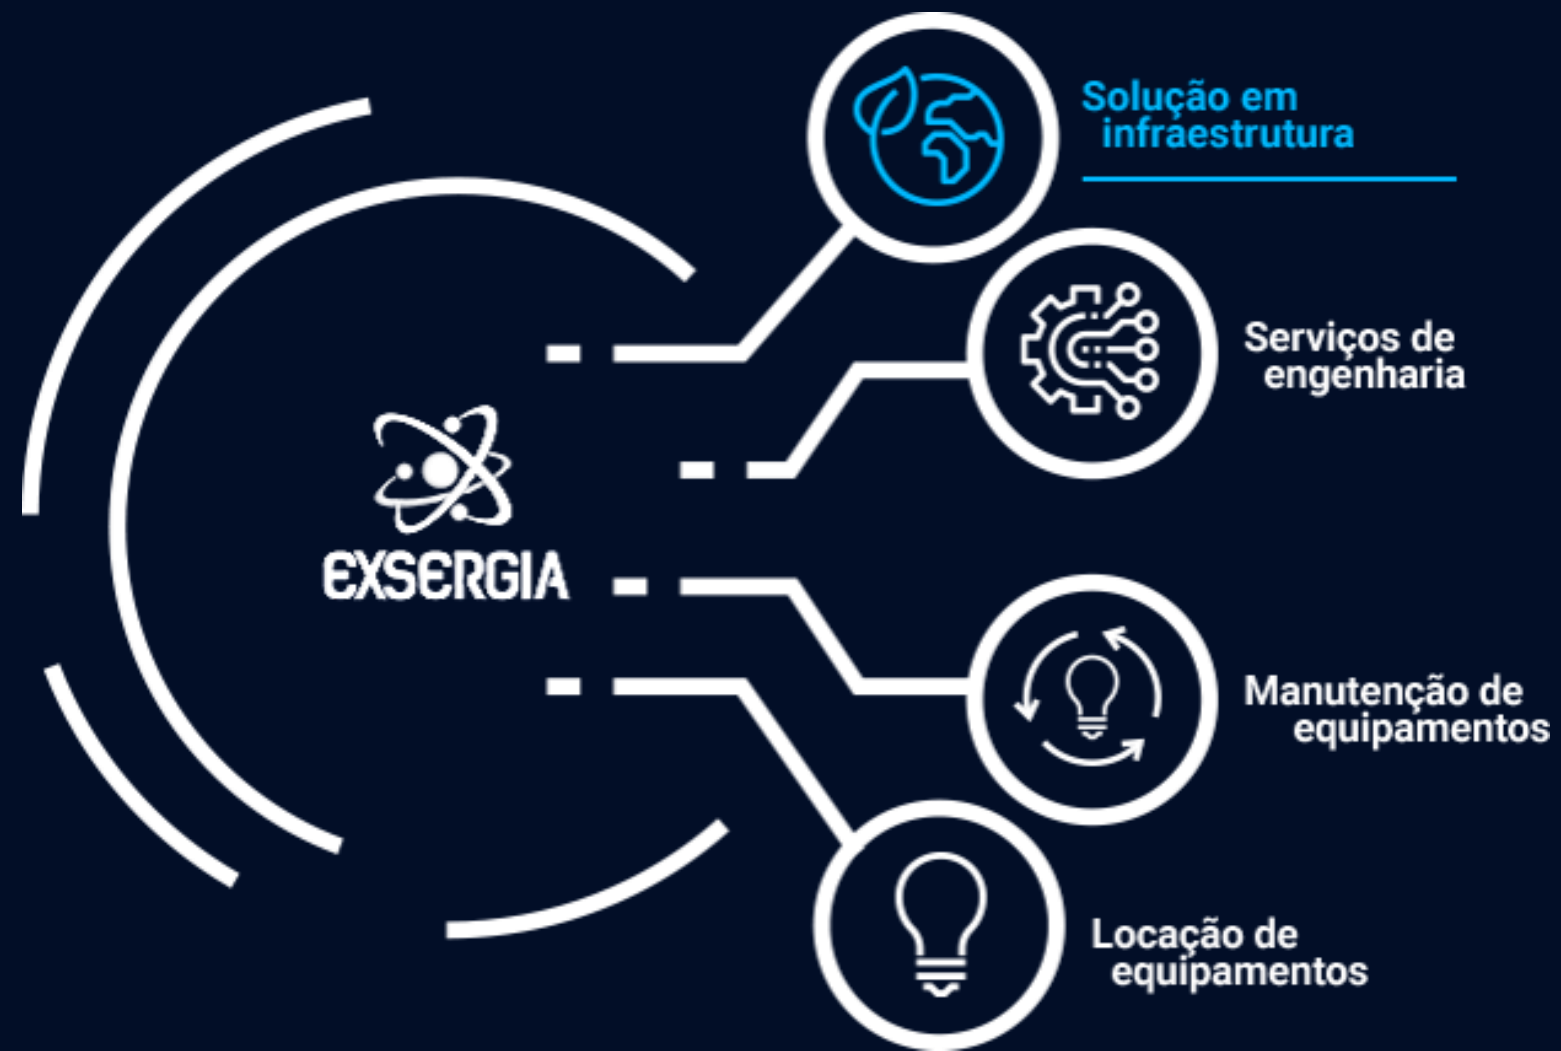 Solução em
infraestrutura
Serviços de
engenharia
EXSERGIA
Manutenção de
equipamentos
Locação de
equipamentos